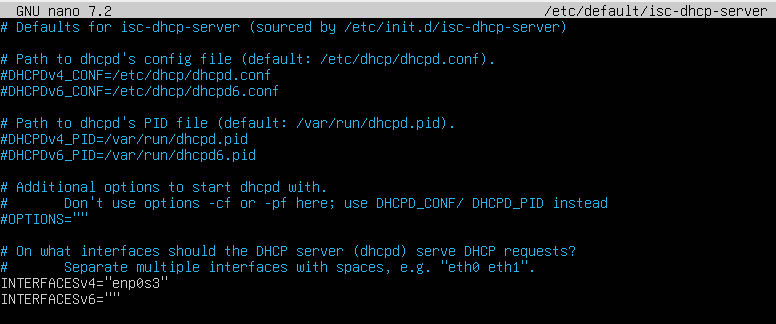 GNU nano 7.2 /etc/default/isc-dhcp-server
# Defaults for isc-dhcp-server (sourced by /etc/init.d/isc-dhcp-server)
# Path to dhcpd's config file (default: /etc/dhcp/dhcpd.conf).
#DHCPDv4_CONF=/etc/dhcp/dhcpd.conf
#DHCPDv6_CONF=/etc/dhcp/dhcpd6.conf
# Path to dhcpd's PID file (default: /var/run/dhcpd.pid).
#DHCPDv4_PID=/var/run/dhcpd.pid
#DHCPDv6_PID=/var/run/dhcpd6.pid
# Additional options to start dhcpd with.
#       Don't use options -cf or -pf here; use DHCPD_CONF/ DHCPD_PID instead
#OPTIONS=""
# On what interfaces should the DHCP server (dhcpd) serve DHCP requests?
#       Separate multiple interfaces with spaces, e.g. "eth0 eth1".
INTERFACESv4="enp0s3"
INTERFACESv6=""